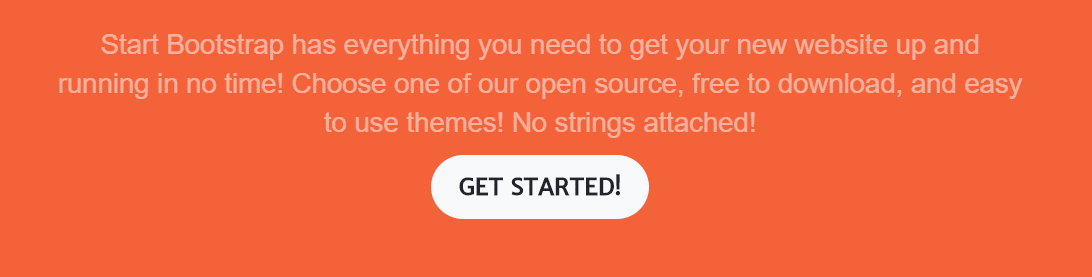 Start Bootstrap has everything you need to get your new website up and
running in no time! Choose one of our open source, free to download, and easy
to use themes! No strings attached!
GET STARTED!